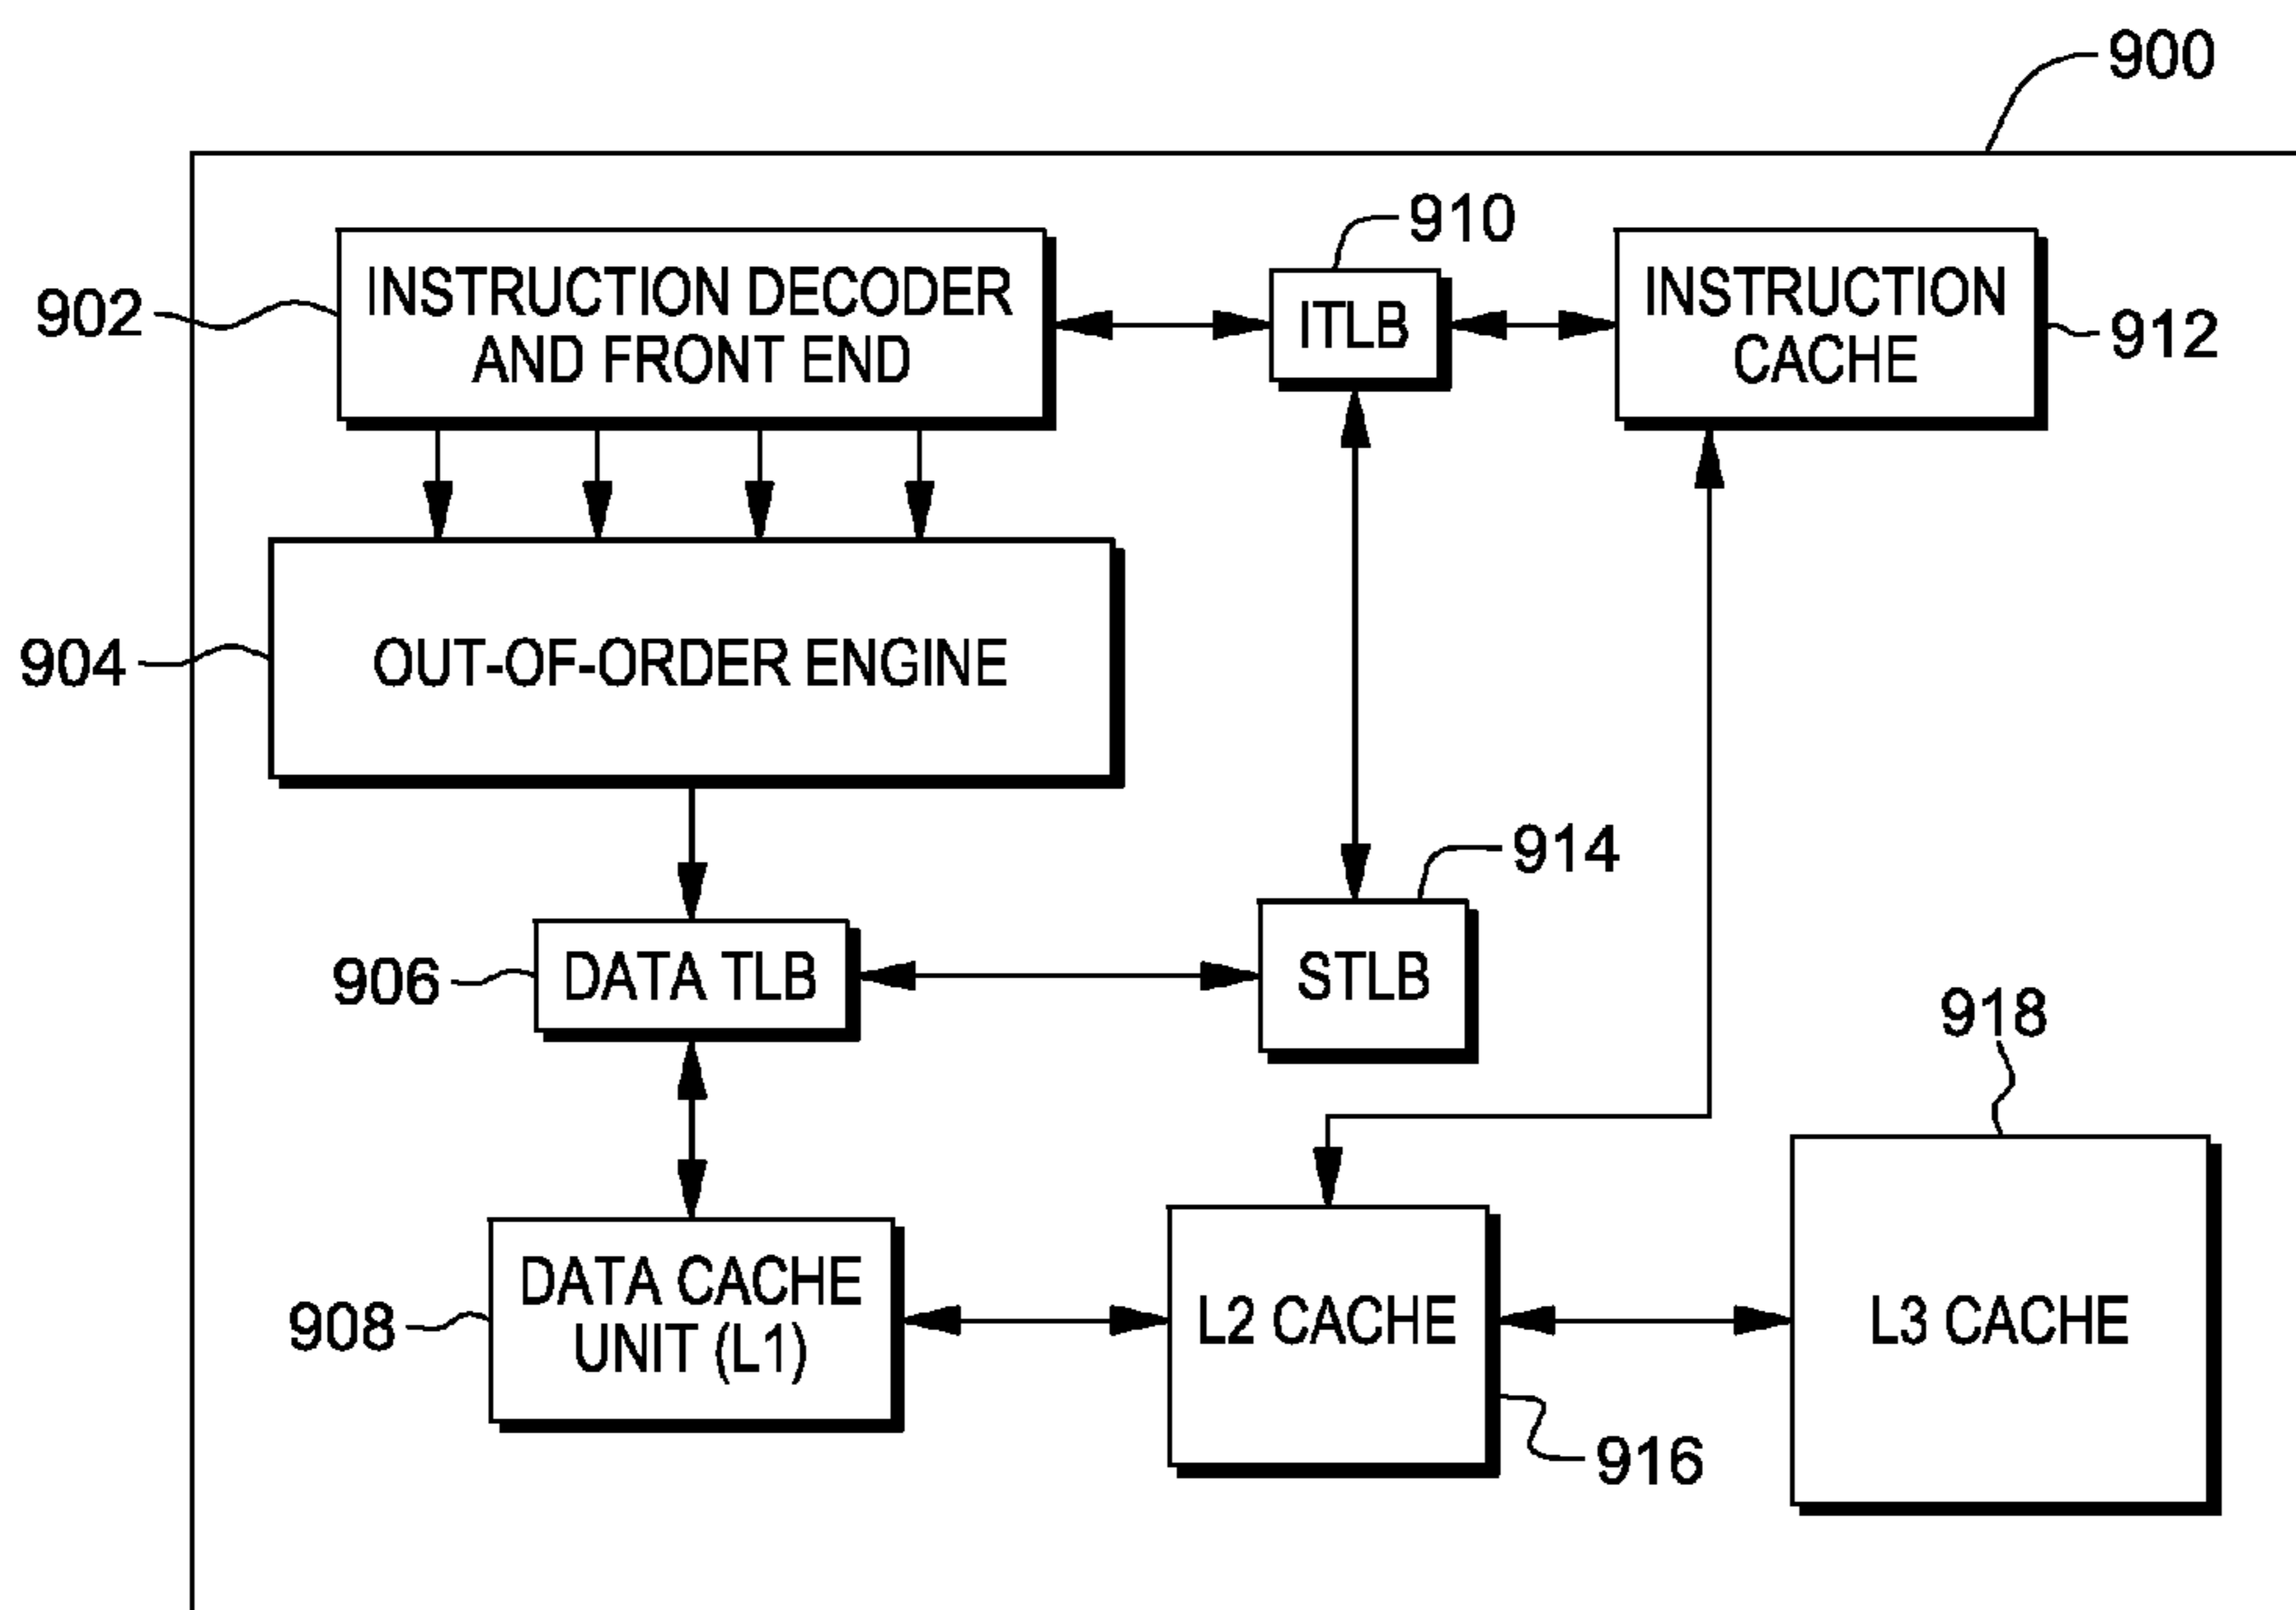 900
910
INSTRUCTION DECODER
AND FRONT END
902
ITLB
INSTRUCTION
CACHE
912
OUT-OF-ORDER ENGINE
904
914
DATA TLB
906
STLB
918
DATA CACHE
UNIT (L1)
908
L2 CACHE
L3 CACHE
916